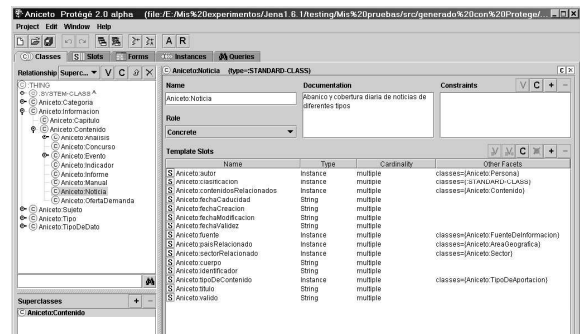 Aniceto Protégé 2.0 alpha (file:/E:/Mis%20experimentos/Jena1.6.1/testing/Mis%20pruebas/src/generado%20con%20Protege/...
Project Edit Window Help
A R
C Classes S Slots Forms Instances Queries
Relationship Superc... V C X
C :THING
C :SYSTEM-CLASS A
C Aniceto:Categoria
C Aniceto:Informacion
C Aniceto:Capitulo
C Aniceto:Contenido
C Aniceto:Analisis
C Aniceto:Concurso
C Aniceto:Evento
C Aniceto:Indicador
C Aniceto:Informe
C Aniceto:Manual
C Aniceto:Noticia
C Aniceto:OfertaDemanda
C Aniceto:Sujeto
C Aniceto:Tipo
C Aniceto:TipoDeDato
Superclasses + -
C Aniceto:Contenido
C Aniceto:Noticia (type=:STANDARD-CLASS) C X
Name Documentation Constraints V C + -
Aniceto:Noticia Abanico y cobertura diaria de noticias de
diferentes tipos
Role
Concrete
Template Slots V V C X + -
Name Type Cardinality Other Facets
S Aniceto:autor Instance multiple classes={Aniceto:Persona}
S Aniceto:clasificacion Instance multiple classes={:STANDARD-CLASS}
S Aniceto:contenidosRelacionados Instance multiple classes={Aniceto:Contenido}
S Aniceto:fechaCaducidad String multiple
S Aniceto:fechaCreacion String multiple
S Aniceto:fechaModificacion String multiple
S Aniceto:fechaValidez String multiple
S Aniceto:fuente Instance multiple classes={Aniceto:FuenteDeInformacion}
S Aniceto:paisRelacionado Instance multiple classes={Aniceto:AreaGeografica}
S Aniceto:sectorRelacionado Instance multiple classes={Aniceto:Sector}
S Aniceto:cuerpo String multiple
S Aniceto:identificador String multiple
S Aniceto:tipoDeContenido Instance multiple classes={Aniceto:TipoDeAportacion}
S Aniceto:titulo String multiple
S Aniceto:valido String multiple